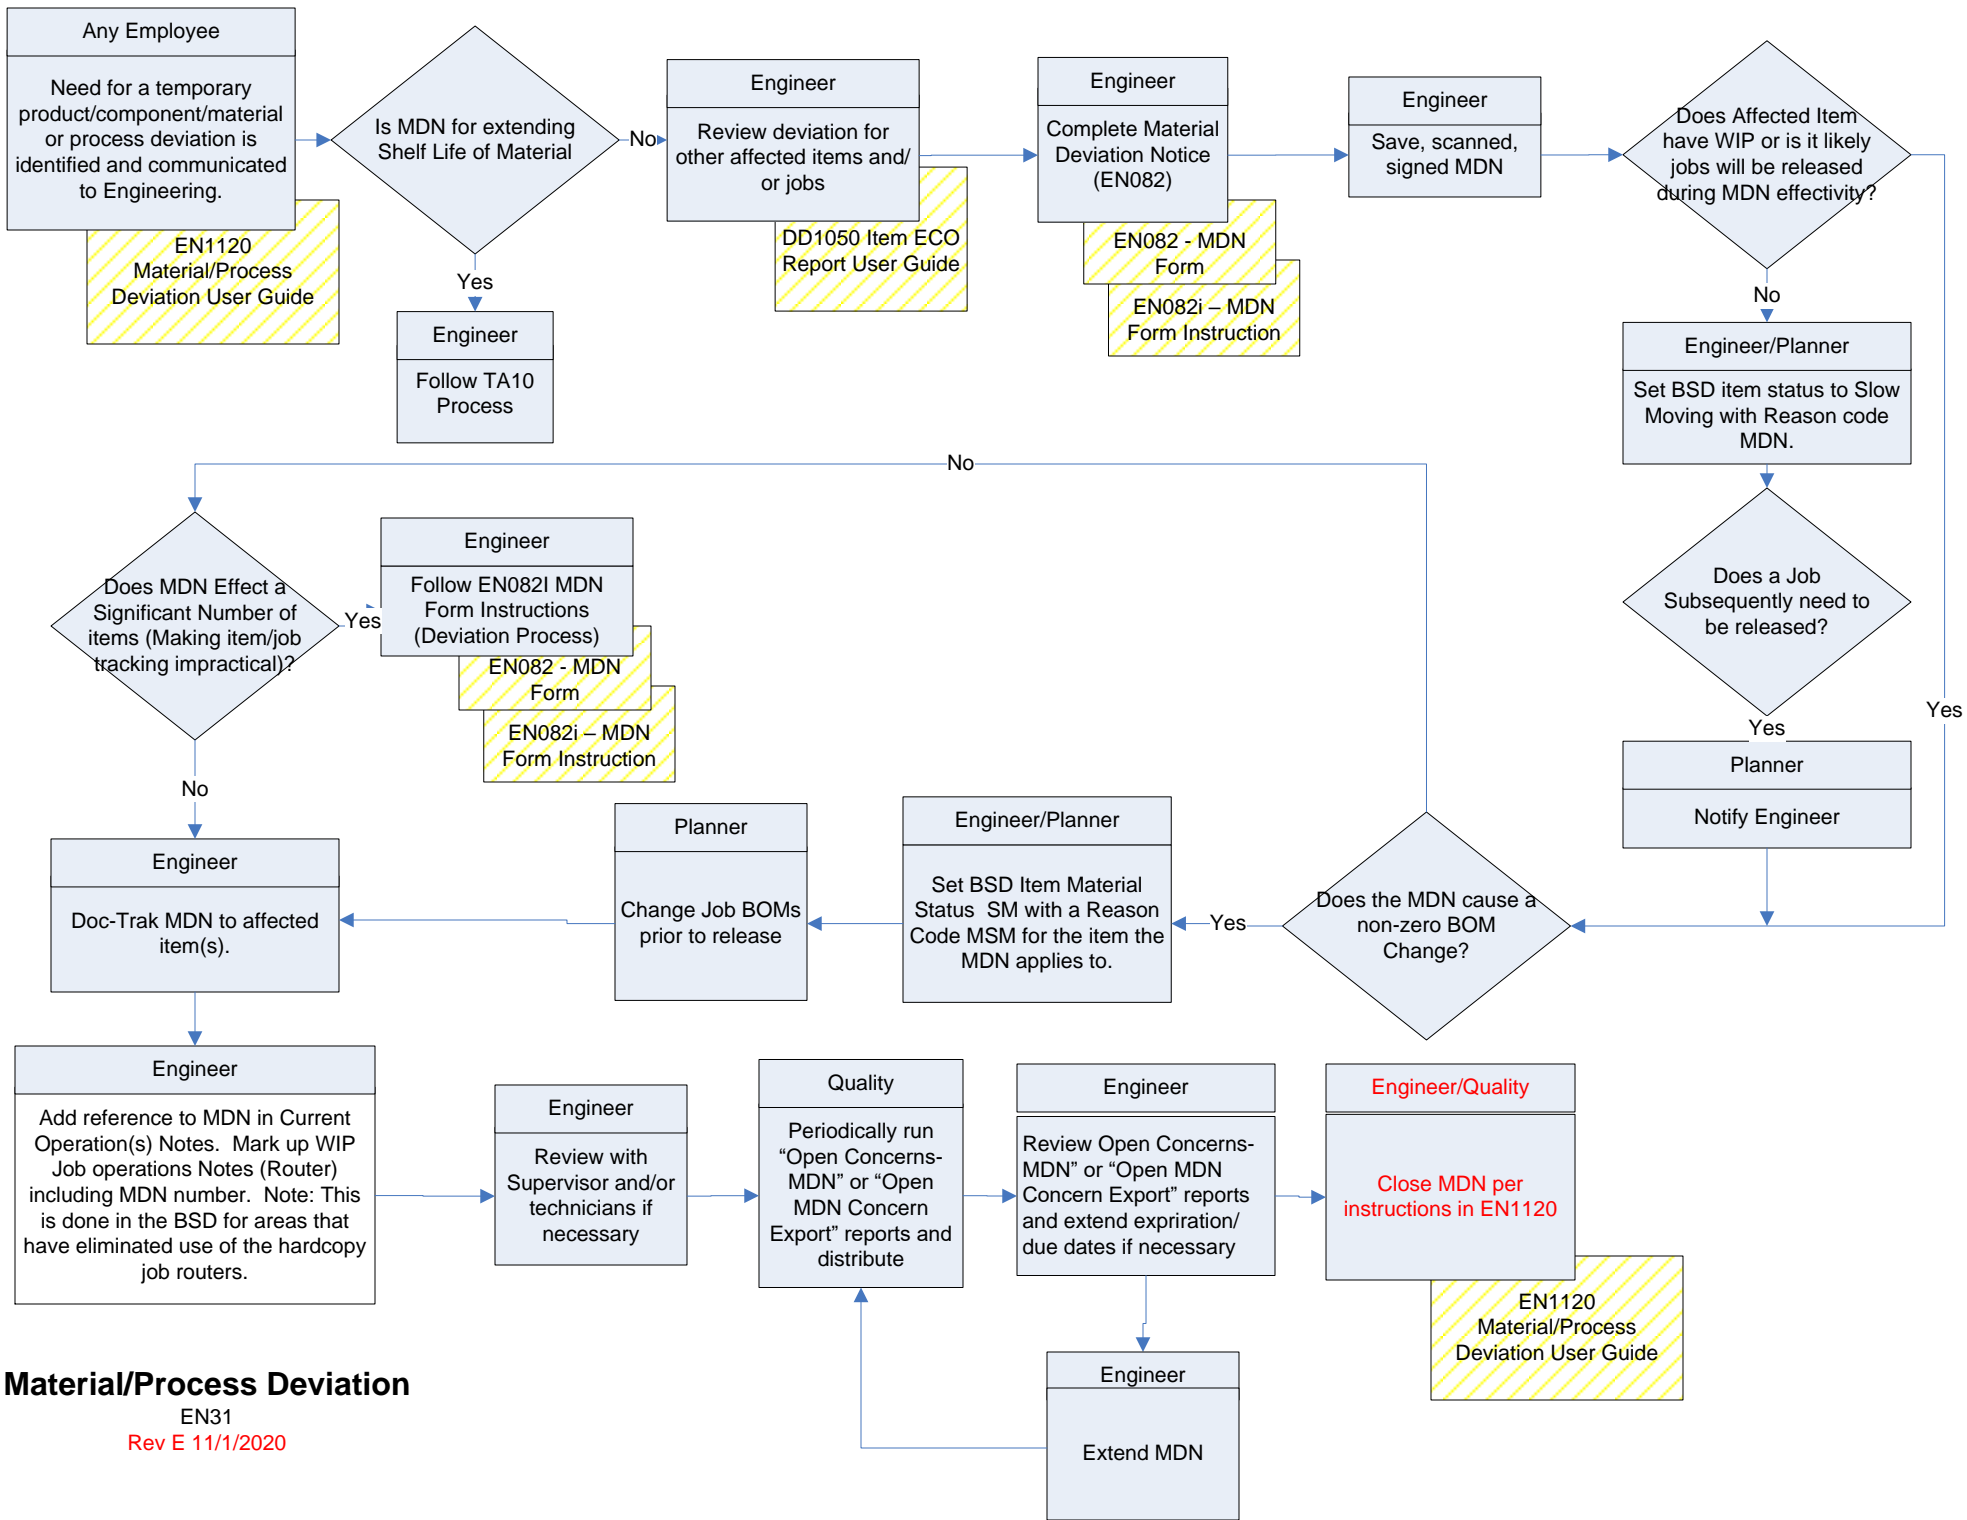 Any Employee
Need for a temporary
product/component/material
or process deviation is
identified and communicated
to Engineering.
EN1120
Material/Process
Deviation User Guide
Is MDN for extending
Shelf Life of Material
No
Yes
Engineer
Follow TA10
Process
Engineer
Review deviation for
other affected items and/
or jobs
DD1050 Item ECO
Report User Guide
Engineer
Complete Material
Deviation Notice
(EN082)
EN082 - MDN
Form
EN082i – MDN
Form Instruction
Engineer
Save, scanned,
signed MDN
Does Affected Item
have WIP or is it likely
jobs will be released
during MDN effectivity?
No
Yes
Engineer/Planner
Set BSD item status to Slow
Moving with Reason code
MDN.
Does a Job
Subsequently need to
be released?
Yes
Planner
Notify Engineer
Does the MDN cause a
non-zero BOM
Change?
No
Yes
Engineer/Planner
Set BSD Item Material
Status  SM with a Reason
Code MSM for the item the
MDN applies to.
Planner
Change Job BOMs
prior to release
Does MDN Effect a
Significant Number of
items (Making item/job
tracking impractical)?
Yes
Engineer
Follow EN082I MDN
Form Instructions
(Deviation Process)
EN082 - MDN
Form
EN082i – MDN
Form Instruction
No
Engineer
Doc-Trak MDN to affected
item(s).
Engineer
Add reference to MDN in Current
Operation(s) Notes.  Mark up WIP
Job operations Notes (Router)
including MDN number.  Note: This
is done in the BSD for areas that
have eliminated use of the hardcopy
job routers.
Engineer
Review with
Supervisor and/or
technicians if
necessary
Quality
Periodically run
“Open Concerns-
MDN” or “Open
MDN Concern
Export” reports and
distribute
Engineer
Review Open Concerns-
MDN” or “Open MDN
Concern Export” reports
and extend expriration/
due dates if necessary
Engineer/Quality
Close MDN per
instructions in EN1120
EN1120
Material/Process
Deviation User Guide
Engineer
Extend MDN
Material/Process Deviation
EN31
Rev E 11/1/2020